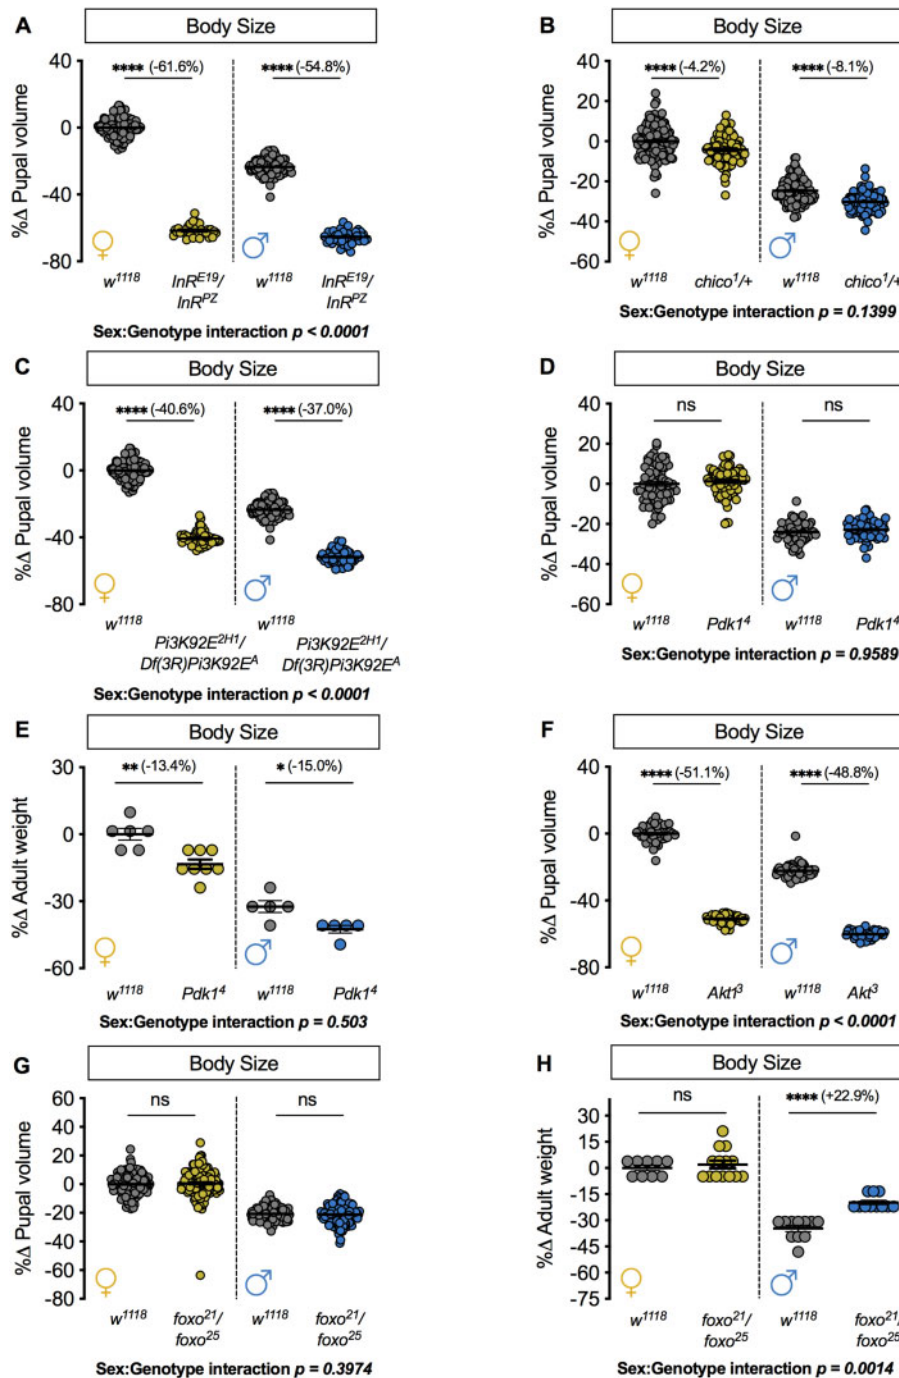 A
Body Size
40
0
-40
-80
%Δ Pupal volume
**** (-61.6%)
**** (-54.8%)
w1118
InRE19/
InRPZ
w1118
InRE19/
InRPZ
Sex:Genotype interaction p < 0.0001
B
Body Size
40
20
0
-20
-40
-60
%Δ Pupal volume
**** (-4.2%)
**** (-8.1%)
w1118
chico1/+
w1118
chico1/+
Sex:Genotype interaction p = 0.1399
C
Body Size
40
0
-40
-80
%Δ Pupal volume
**** (-40.6%)
**** (-37.0%)
w1118
Pi3K92E2H1/
Df(3R)Pi3K92EA
w1118
Pi3K92E2H1/
Df(3R)Pi3K92EA
Sex:Genotype interaction p < 0.0001
D
Body Size
40
20
0
-20
-40
-60
%Δ Pupal volume
ns
ns
w1118
Pdk14
w1118
Pdk14
Sex:Genotype interaction p = 0.9589
E
Body Size
30
0
-30
-60
%Δ Adult weight
** (-13.4%)
* (-15.0%)
w1118
Pdk14
w1118
Pdk14
Sex:Genotype interaction p = 0.503
F
Body Size
40
0
-40
-80
%Δ Pupal volume
**** (-51.1%)
**** (-48.8%)
w1118
Akt13
w1118
Akt3
Sex:Genotype interaction p < 0.0001
G
Body Size
60
40
20
0
-20
-40
-60
-80
%Δ Pupal volume
ns
ns
w1118
foxo21/
foxo25
w1118
foxo21/
foxo25
Sex:Genotype interaction p = 0.3974
H
Body Size
30
15
0
-15
-30
-45
-60
-75
%Δ Adult weight
ns
**** (+22.9%)
w1118
foxo21/
foxo25
w1118
foxo21/
foxo25
Sex:Genotype interaction p = 0.0014